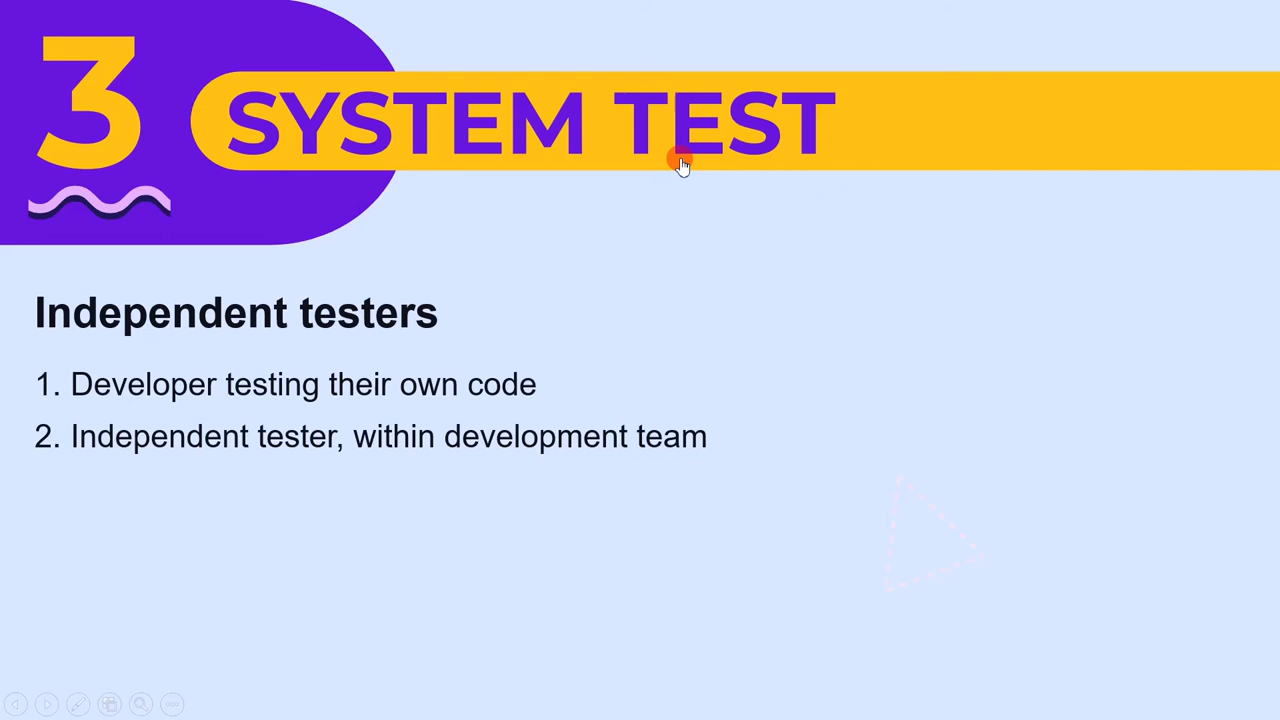 3
SYSTEM TEST
Independent testers
1. Developer testing their own code
2. Independent tester, within development team